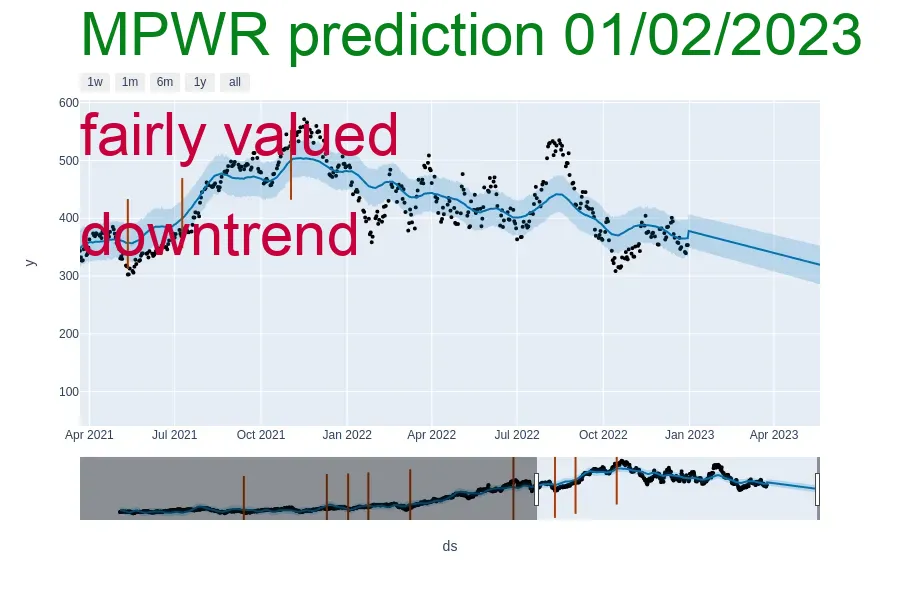 MPWR prediction 01/02/2023
1w 1m 6m 1y all
600
fairly valued
500
400
downtrend
y
300
200
100
Apr 2021 Jul 2021 Oct 2021 Jan 2022 Apr 2022 Jul 2022 Oct 2022 Jan 2023 Apr 2023
ds